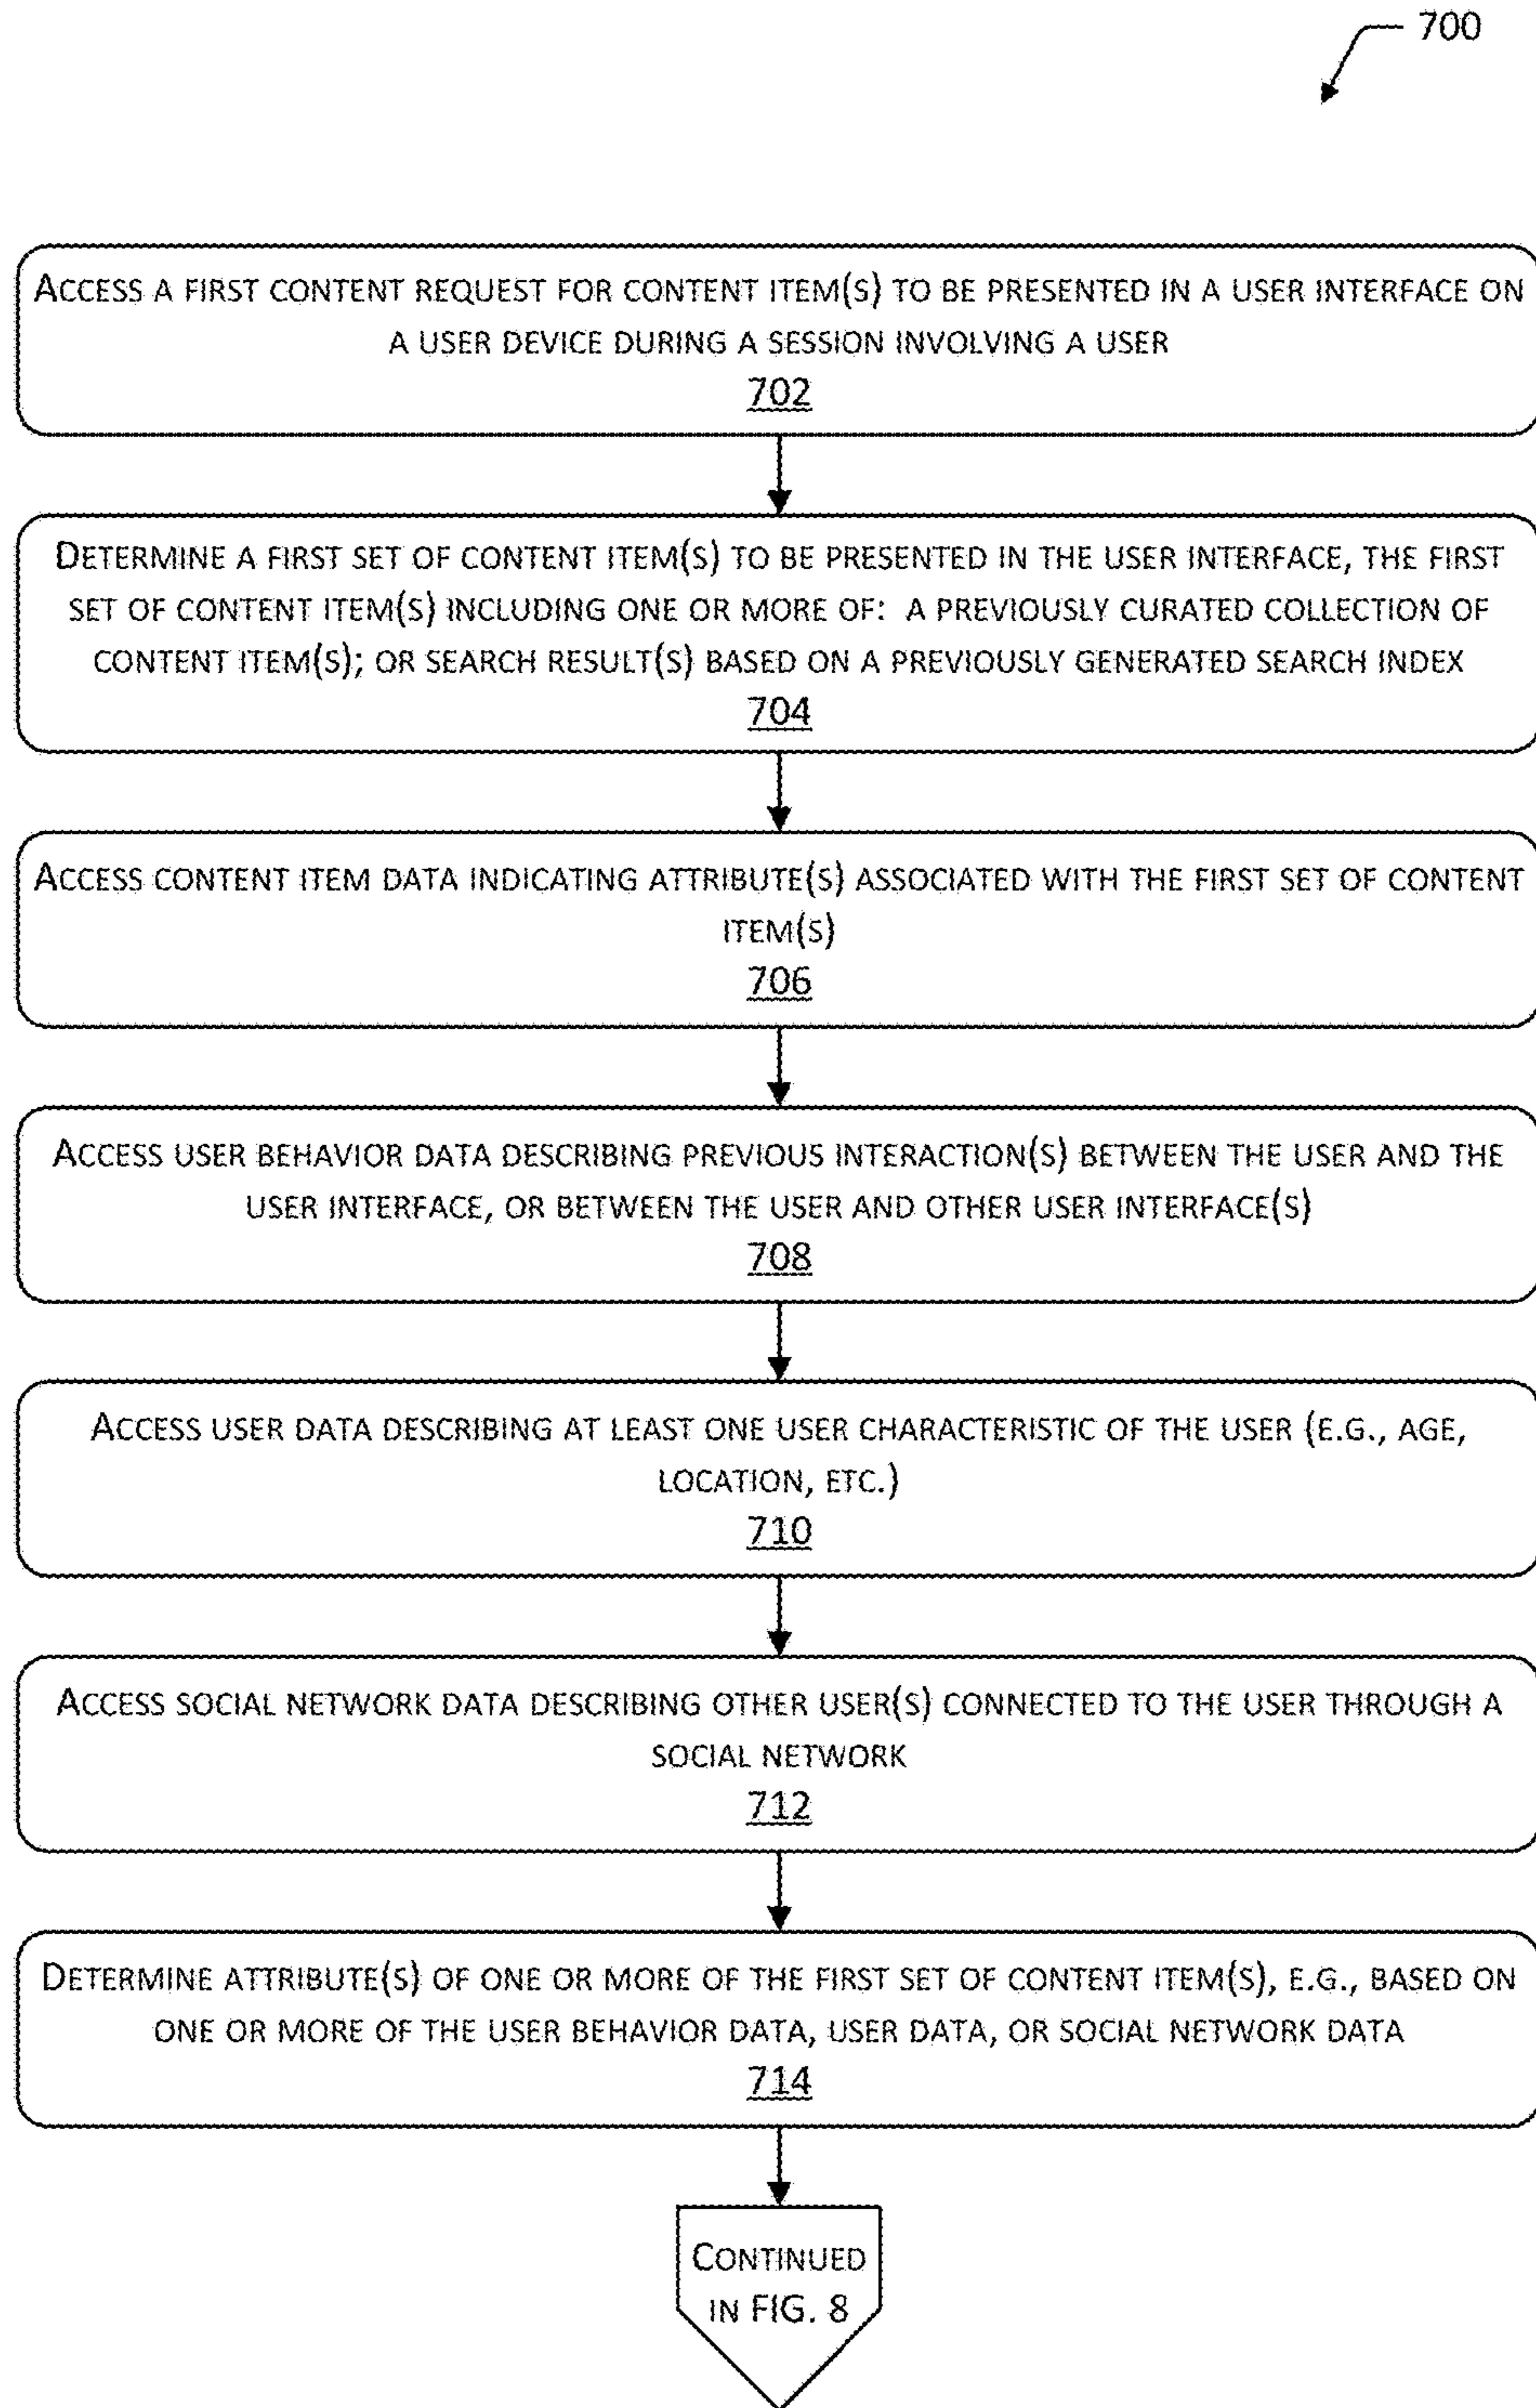 700
ACCESS A FIRST CONTENT REQUEST FOR CONTENT ITEM(S) TO BE PRESENTED IN A USER INTERFACE ON
A USER DEVICE DURING A SESSION INVOLVING A USER
702
DETERMINE A FIRST SET OF CONTENT ITEM(S) TO BE PRESENTED IN THE USER INTERFACE, THE FIRST
SET OF CONTENT ITEM(S) INCLUDING ONE OR MORE OF: A PREVIOUSLY CURATED COLLECTION OF
CONTENT ITEM(S); OR SEARCH RESULT(S) BASED ON A PREVIOUSLY GENERATED SEARCH INDEX
704
ACCESS CONTENT ITEM DATA INDICATING ATTRIBUTE(S) ASSOCIATED WITH THE FIRST SET OF CONTENT
ITEM(S)
706
ACCESS USER BEHAVIOR DATA DESCRIBING PREVIOUS INTERACTION(S) BETWEEN THE USER AND THE
USER INTERFACE, OR BETWEEN THE USER AND OTHER USER INTERFACE(S)
708
ACCESS USER DATA DESCRIBING AT LEAST ONE USER CHARACTERISTIC OF THE USER (E.G., AGE,
LOCATION, ETC.)
710
ACCESS SOCIAL NETWORK DATA DESCRIBING OTHER USER(S) CONNECTED TO THE USER THROUGH A
SOCIAL NETWORK
712
DETERMINE ATTRIBUTE(S) OF ONE OR MORE OF THE FIRST SET OF CONTENT ITEM(S), E.G., BASED ON
ONE OR MORE OF THE USER BEHAVIOR DATA, USER DATA, OR SOCIAL NETWORK DATA
714
CONTINUED
IN FIG. 8